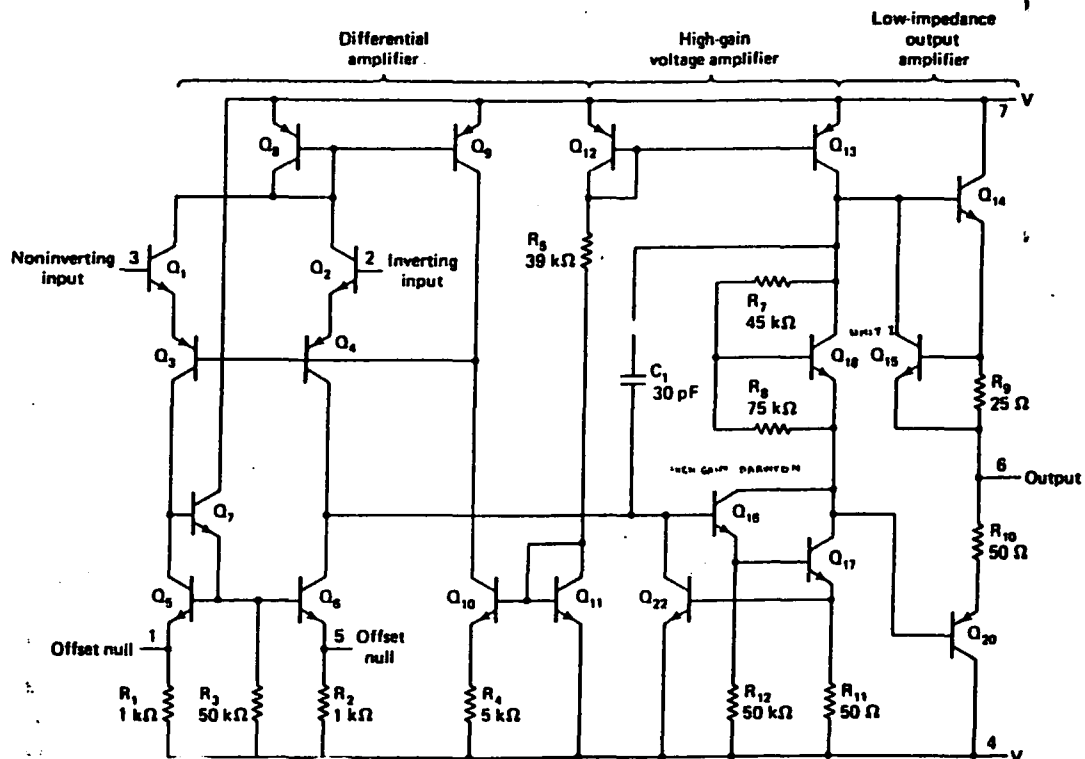 Differential
amplifier
High-gain
voltage amplifier
Low-impedance
output
amplifier
7 V
Q8
Q9
Q12
Q13
Q14
Noninverting
input
3
Q1
Q2
2
Inverting
input
R5
39 kΩ
R7
45 kΩ
UNIT 1
Q3
Q4
Q18
Q15
C1
30 pF
R8
75 kΩ
R9
25 Ω
6
Output
HIGH GAIN
Q7
Q16
R10
50 Ω
Q17
Q5
Q6
Q10
Q11
Q22
Q20
Offset null
1
5
Offset
null
R1
1 kΩ
R3
50 kΩ
R2
1 kΩ
R4
5 kΩ
R12
50 kΩ
R11
50 Ω
4
V